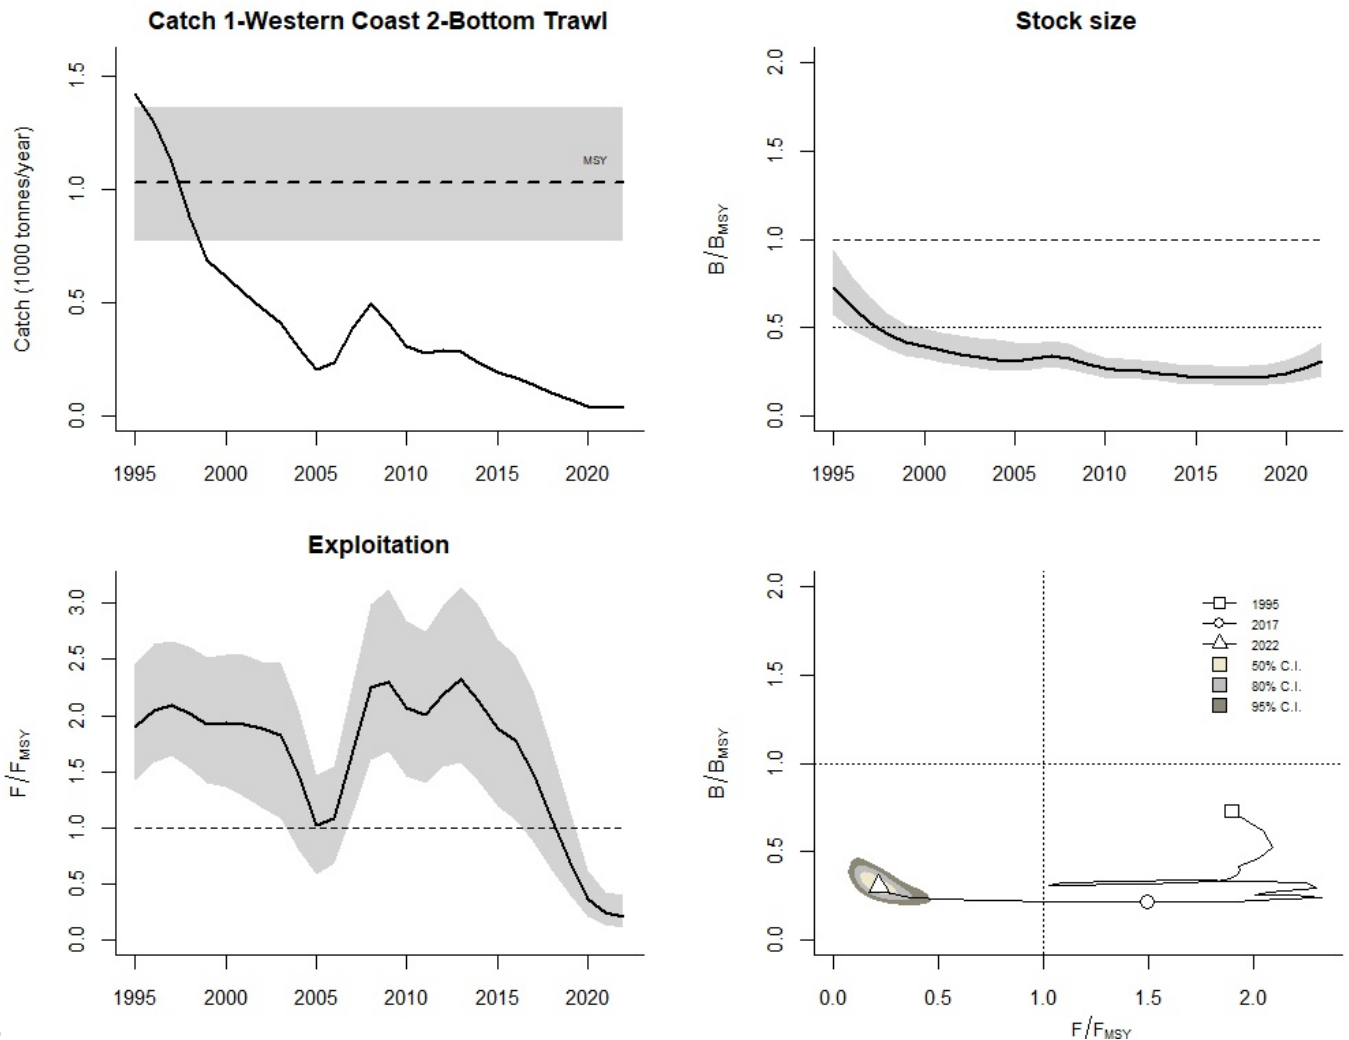 Catch 1-Western Coast 2-Bottom Trawl
Catch (1000 tonnes/year)
0.0 0.5 1.0 1.5
MSY
1995 2000 2005 2010 2015 2020
Stock size
B/BMSY
0.0 0.5 1.0 1.5 2.0
1995 2000 2005 2010 2015 2020
Exploitation
F/FMSY
0.0 0.5 1.0 1.5 2.0 2.5 3.0
1995 2000 2005 2010 2015 2020
B/BMSY
0.0 0.5 1.0 1.5 2.0
1995
2017
2022
50% C.I.
80% C.I.
95% C.I.
0.0 0.5 1.0 1.5 2.0
F/FMSY